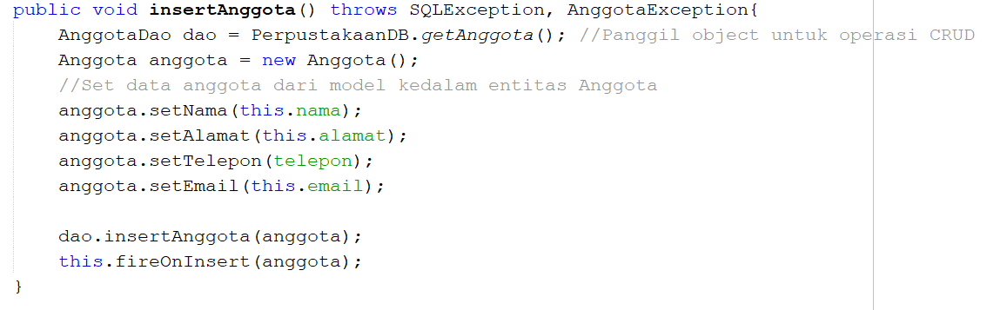 public void insertAnggota() throws SQLException, AnggotaException{
    AnggotaDao dao = PerpustakaanDB.getAnggota(); //Panggil object untuk operasi CRUD
    Anggota anggota = new Anggota();
    //Set data anggota dari model kedalam entitas Anggota
    anggota.setNama(this.nama);
    anggota.setAlamat(this.alamat);
    anggota.setTelepon(telepon);
    anggota.setEmail(this.email);

    dao.insertAnggota(anggota);
    this.fireOnInsert(anggota);
}